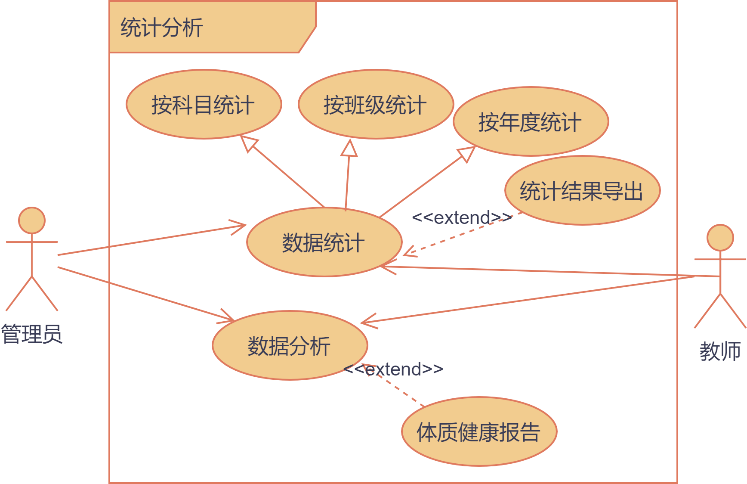 统计分析
按科目统计
按班级统计
按年度统计
统计结果导出
<<extend>>
数据统计
管理员
教师
数据分析
<<extend>>
体质健康报告